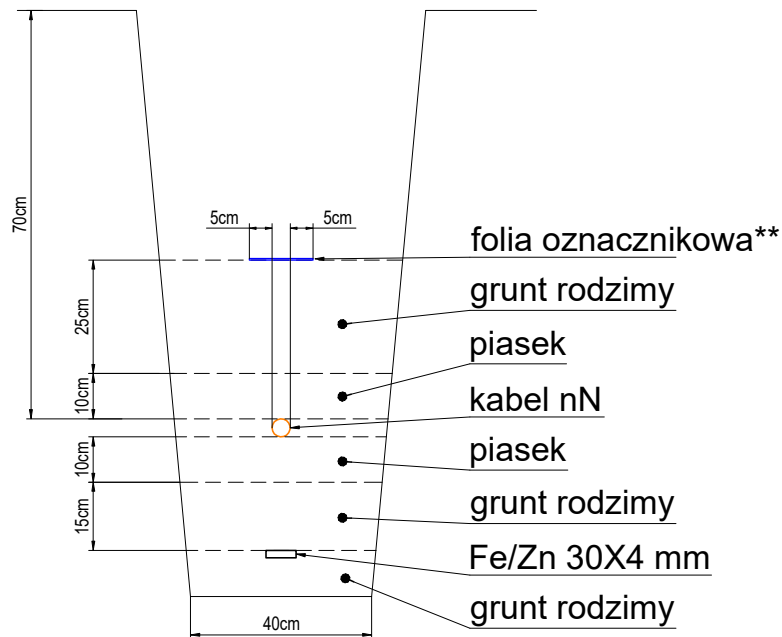 5cm
5cm
70cm
folia oznacznikowa**
grunt rodzimy
25cm
piasek
10cm
kabel nN
piasek
10cm
grunt rodzimy
15cm
Fe/Zn 30X4 mm
grunt rodzimy
40cm